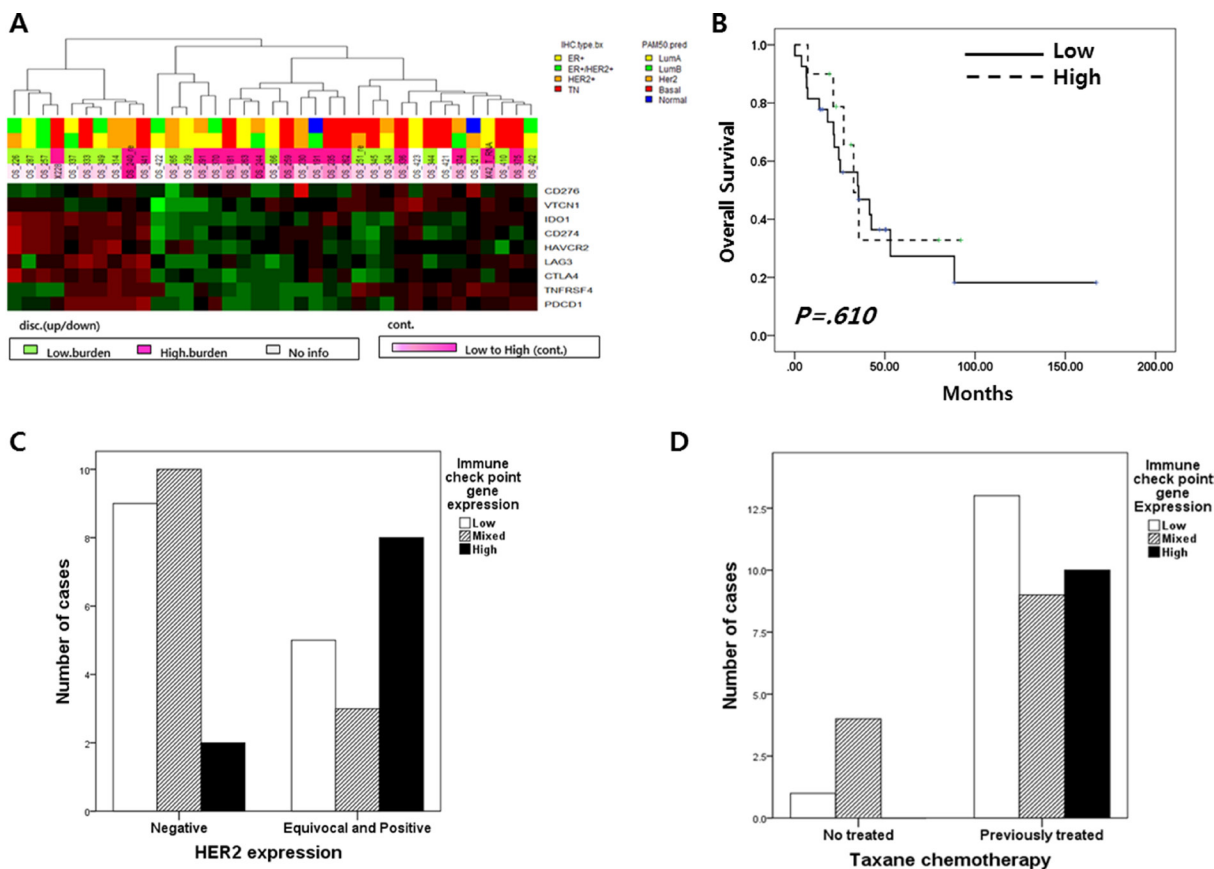 A
IHC.type.bx
ER+
ER+/HER2+
HER2+
TN
PAM50.pred
LumA
LumB
Her2
Basal
Normal
CD276
VTCN1
IDO1
CD274
HAVCR2
LAG3
CTLA4
TNFRSF4
PDCD1
disc.(up/down)
Low.burden
High.burden
No info
cont.
Low to High (cont.)
B
Low
High
Overall Survival
1.0
0.8
0.6
0.4
0.2
0.0
P=.610
.00
50.00
100.00
150.00
200.00
Months
C
Immune
check point
gene
expression
Low
Mixed
High
Number of cases
10
8
6
4
2
0
Negative
Equivocal and Positive
HER2 expression
D
Immune
check point
gene
Expression
Low
Mixed
High
Number of cases
12.5
10.0
7.5
5.0
2.5
0.0
No treated
Previously treated
Taxane chemotherapy